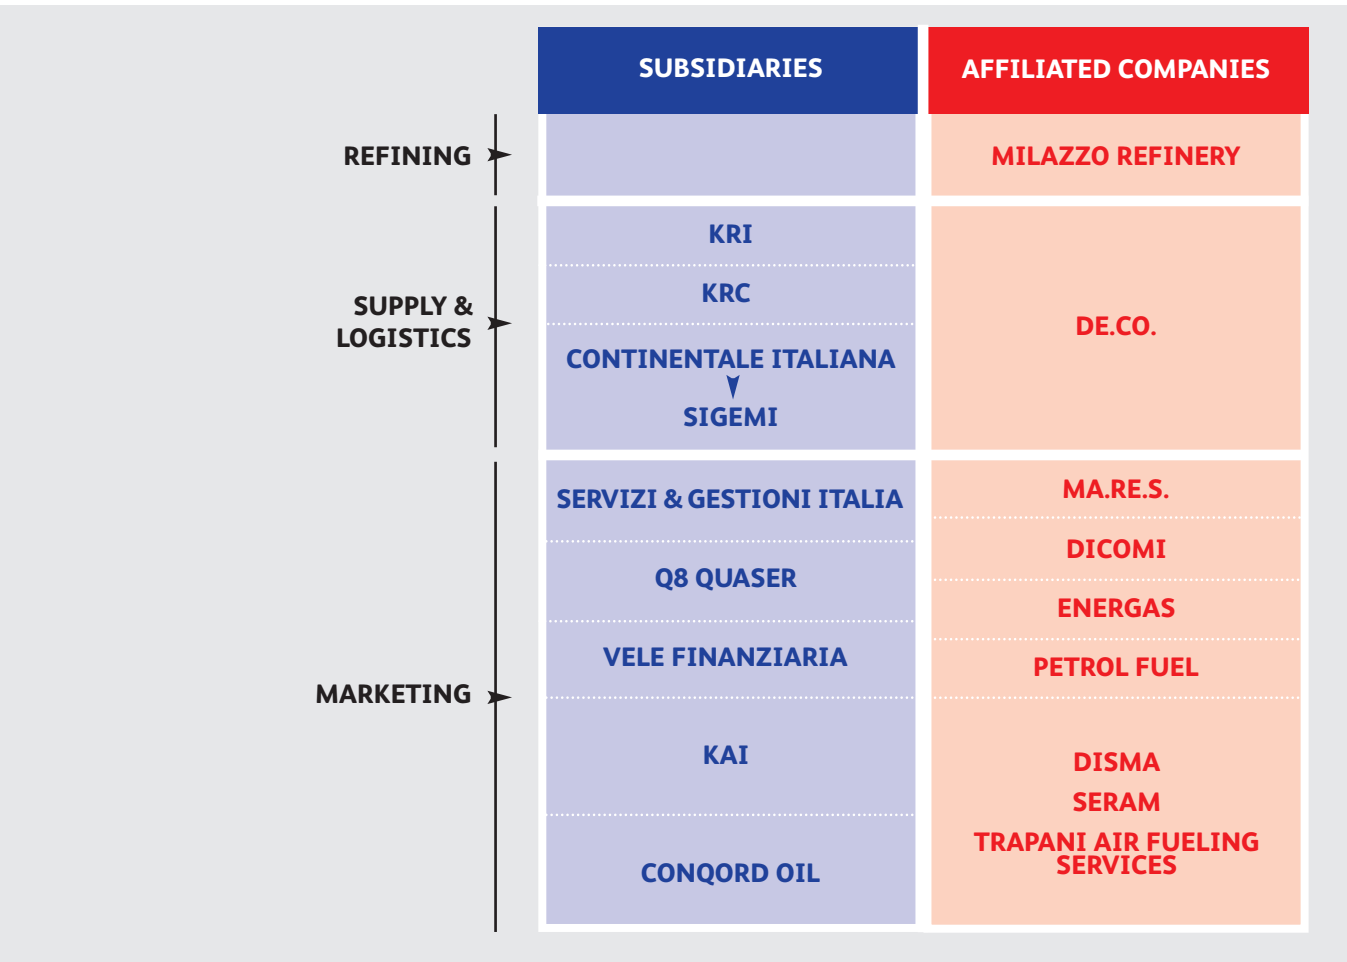 SUBSIDIARIES
AFFILIATED COMPANIES
REFINING
MILAZZO REFINERY
SUPPLY &
LOGISTICS
KRI
KRC
CONTINENTALE ITALIANA
SIGEMI
DE.CO.
MARKETING
SERVIZI & GESTIONI ITALIA
Q8 QUASER
VELE FINANZIARIA
KAI
CONQORD OIL
MA.RE.S.
DICOMI
ENERGAS
PETROL FUEL
DISMA
SERAM
TRAPANI AIR FUELING
SERVICES